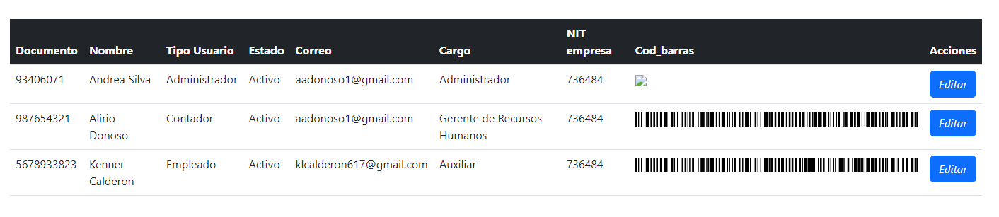 NIT
Documento Nombre Tipo Usuario Estado Correo Cargo empresa Cod_barras Acciones
93406071 Andrea Silva Administrador Activo aadonoso1@gmail.com Administrador 736484 Editar
987654321 Alirio Contador Activo aadonoso1@gmail.com Gerente de Recursos 736484 Editar
Donoso Humanos
5678933823 Kenner Empleado Activo klcalderon617@gmail.com Auxiliar 736484 Editar
Calderon